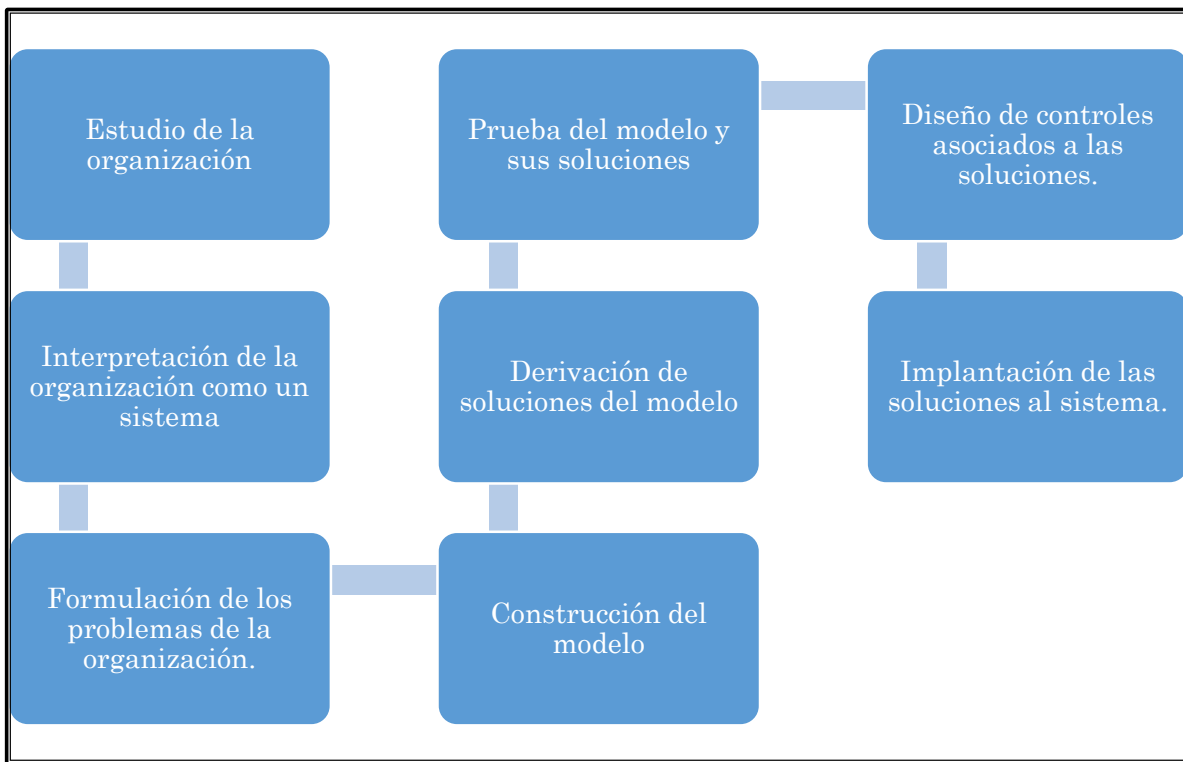 Estudio de la
organización
Interpretación de la
organización como un
sistema
Formulación de los
problemas de la
organización.
Construcción del
modelo
Derivación de
soluciones del modelo
Prueba del modelo y
sus soluciones
Diseño de controles
asociados a las
soluciones.
Implantación de las
soluciones al sistema.